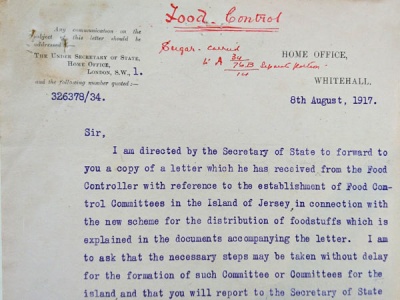 Food Control
Any communication on the
subject of this letter should be
addressed :—
THE UNDER SECRETARY OF STATE,
HOME OFFICE,
LONDON, S.W., 1.
and the following number quoted:—
326378/34.
Sugar - carried
HOME OFFICE,
WHITEHALL.
8th August, 1917.
Sir,
I am directed by the Secretary of State to forward to
you a copy of a letter which he has received from the Food
Controller with reference to the establishment of Food Con-
trol Committees in the Island of Jersey, in connection with
the new scheme for the distribution of foodstuffs which is
explained in the documents accompanying the letter. I am
to ask that the necessary steps may be taken without delay
for the formation of such Committee or Committees for the
island and that you will report to the Secretary of State